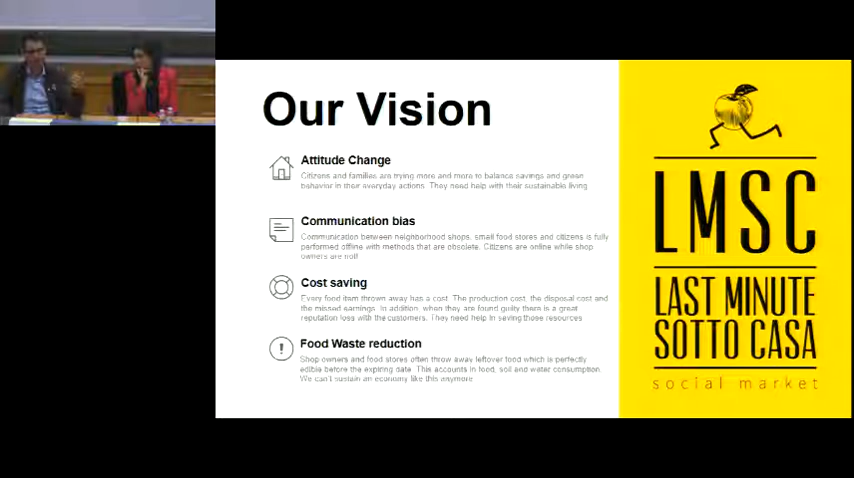 Our Vision
Attitude Change
Citizens and families are trying more and more to balance savings and green
behavior in their everyday actions. They need help with their sustainable living
Communication bias
Communication between neighborhood shops, small food stores and citizens is fully
performed offline with methods that are obsolete. Citizens are online while shop
owners are not!
Cost saving
Every food item thrown away has a cost. The production cost, the disposal cost and
the missed earnings. In addition, when they are found guilty there is a great
reputation loss with the customers. They need help in saving those resources
Food Waste reduction
Shop owners and food stores often throw away leftover food which is perfectly
edible before the expiring date. This accounts in food, soil and water consumption.
We can't sustain an economy like this anymore
LMSC
LAST MINUTE
SOTTO CASA
social market